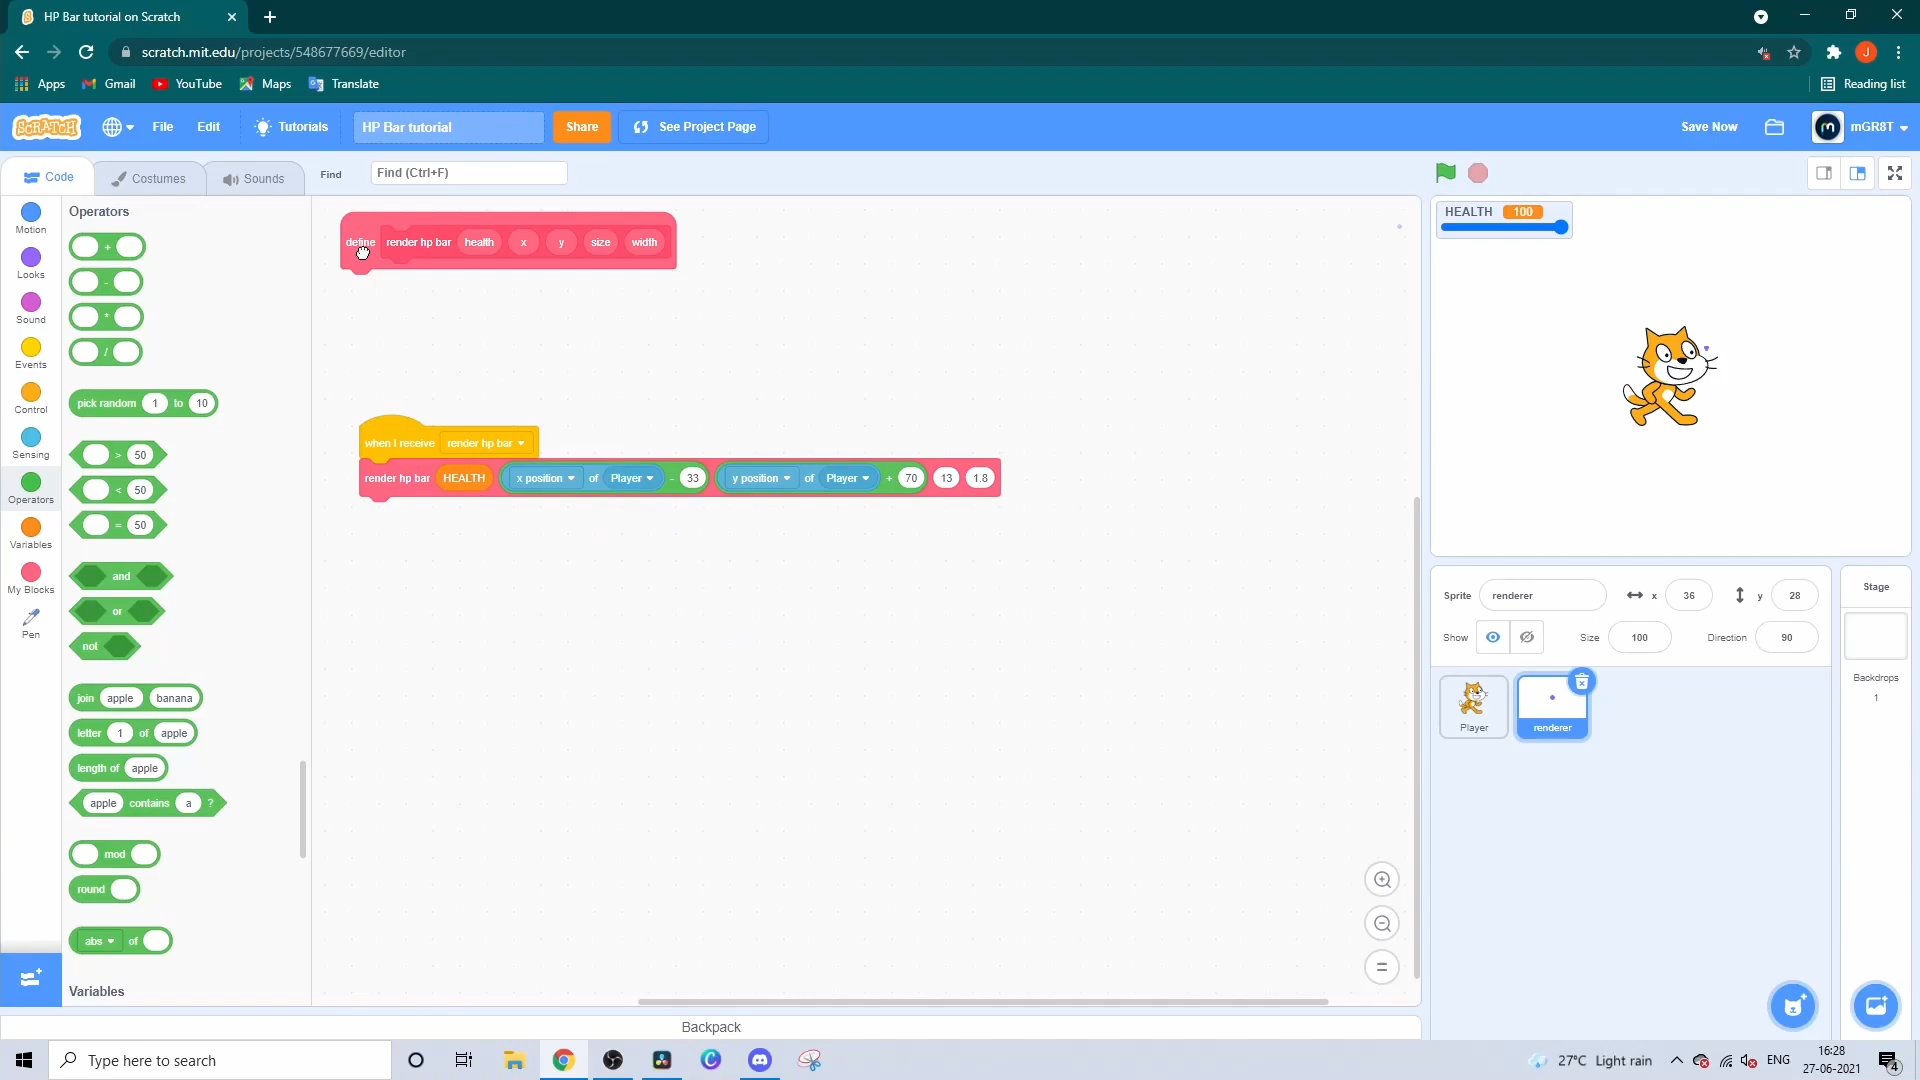 HP Bar tutorial on Scratch
scratch.mit.edu/projects/548677669/editor
J
Apps Gmail YouTube Maps Translate Reading list
SCRATCH File Edit Tutorials HP Bar tutorial Share See Project Page Save Now mGR8T
Code Costumes Sounds Find Find (Ctrl+F)
Motion
Looks
Sound
Events
Control
Sensing
Operators
Variables
My Blocks
Pen
Operators
+
-
*
/
pick random 1 to 10
> 50
< 50
= 50
and
or
not
join apple banana
letter 1 of apple
length of apple
apple contains a ?
mod
round
abs of
Variables
define render hp bar health x y size width
when I receive render hp bar
render hp bar HEALTH x position of Player - 33 y position of Player + 70 13 1.8
Backpack
HEALTH 100
Sprite renderer x 36 y 28
Show Size 100 Direction 90
Player
renderer
Stage
Backdrops
1
Type here to search
27°C Light rain ENG
16:28
27-06-2021
4